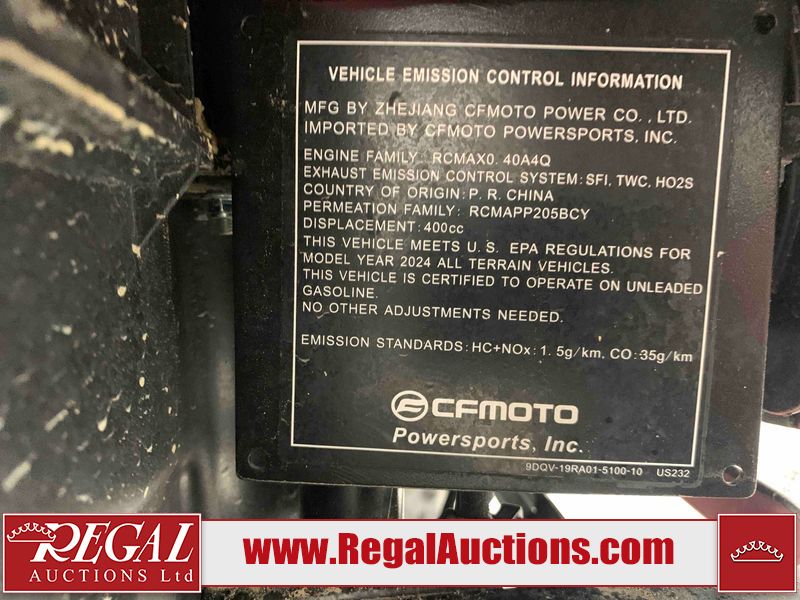 VEHICLE EMISSION CONTROL INFORMATION
MFG BY ZHEJIANG CFMOTO POWER CO., LTD.
IMPORTED BY CFMOTO POWERSPORTS, INC.
ENGINE FAMILY: RCMAX0. 40A4Q
EXHAUST EMISSION CONTROL SYSTEM: SFI, TWC, HO2S
COUNTRY OF ORIGIN: P. R. CHINA
PERMEATION FAMILY: RCMAPP205BCY
DISPLACEMENT: 400cc
THIS VEHICLE MEETS U. S. EPA REGULATIONS FOR
MODEL YEAR 2024 ALL TERRAIN VEHICLES.
THIS VEHICLE IS CERTIFIED TO OPERATE ON UNLEADED
GASOLINE.
NO OTHER ADJUSTMENTS NEEDED.
EMISSION STANDARDS: HC+NOx: 1. 5g/km, CO: 35g/km
CFMOTO
Powersports, Inc.
9DQV-19RA01-5100-10 US232
REGAL
AUCTIONS Ltd
www.RegalAuctions.com